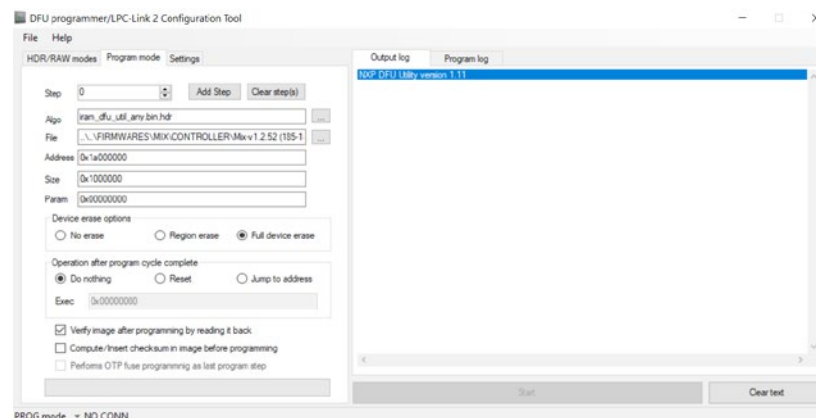 DFU programmer/LPC-Link 2 Configuration Tool
File Help
HDR/RAW modes Program mode Settings
Step 0 Add Step Clear step(s)
Algo iram_dfu_util_any.bin.hdr ...
File ..\..\FIRMWARES\MIX\CONTROLLER\Mix-v1.2.52 (185-1 ...
Address 0x1a000000
Size 0x1000000
Param 0x00000000
Device erase options
No erase Region erase Full device erase
Operation after program cycle complete
Do nothing Reset Jump to address
Exec 0x00000000
Verify image after programming by reading it back
Compute/Insert checksum in image before programming
Performs OTP fuse programmnig as last program step
Output log Program log
NXP DFU Utility version 1.11
Start Clear text
PROG mode NO CONN